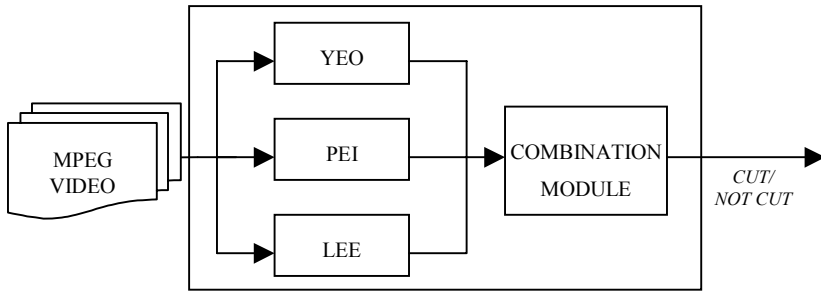 YEO
MPEG
VIDEO
PEI
LEE
COMBINATION
MODULE
CUT/
NOT CUT